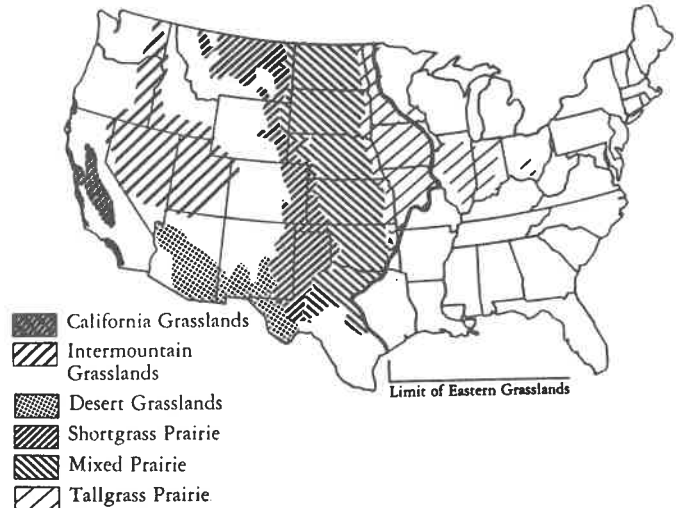 California Grasslands
Intermountain
Grasslands
Desert Grasslands
Shortgrass Prairie
Mixed Prairie
Tallgrass Prairie
Limit of Eastern Grasslands